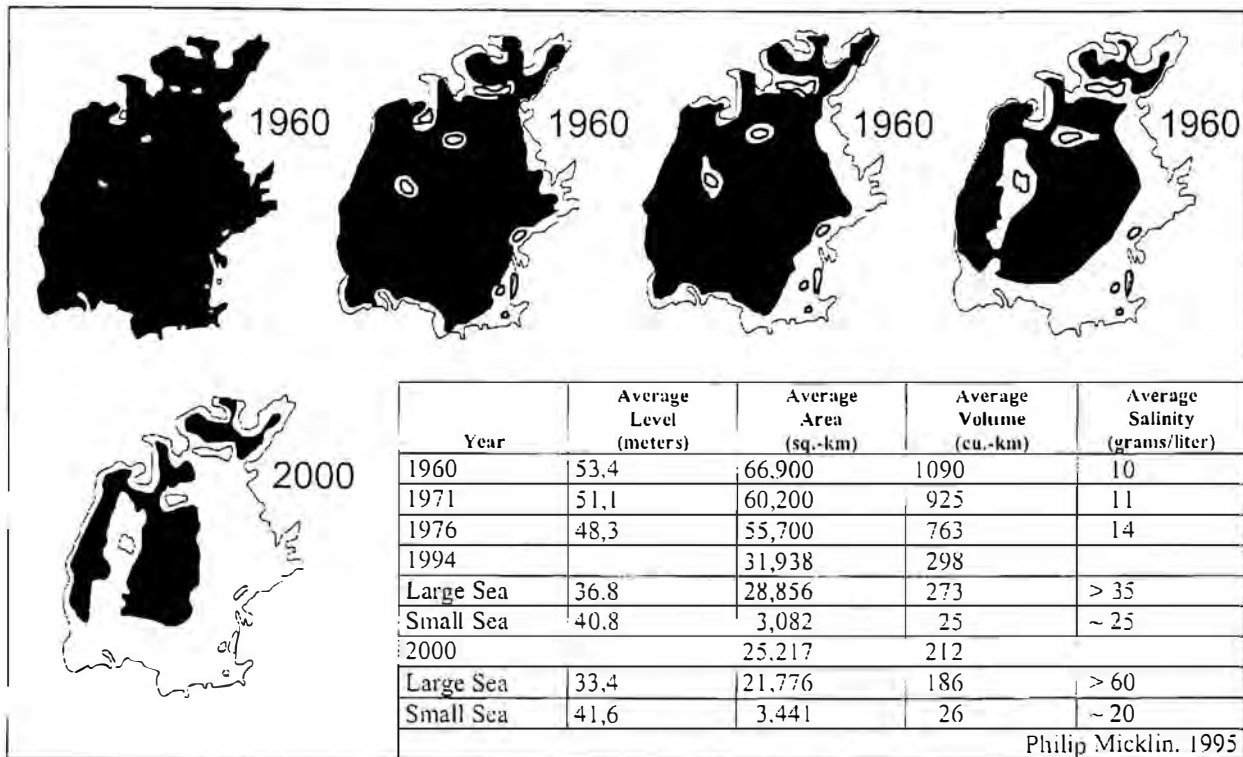 1960
1960
1960
1960
2000
Year Average Level (meters) Average Area (sq.-km) Average Volume (cu.-km) Average Salinity (grams/liter)
1960 53,4 66,900 1090 10
1971 51,1 60,200 925 11
1976 48,3 55,700 763 14
1994 31,938 298
Large Sea 36.8 28,856 273 > 35
Small Sea 40.8 3,082 25 ~ 25
2000 25,217 212
Large Sea 33,4 21,776 186 > 60
Small Sea 41,6 3,441 26 ~ 20
Philip Micklin. 1995